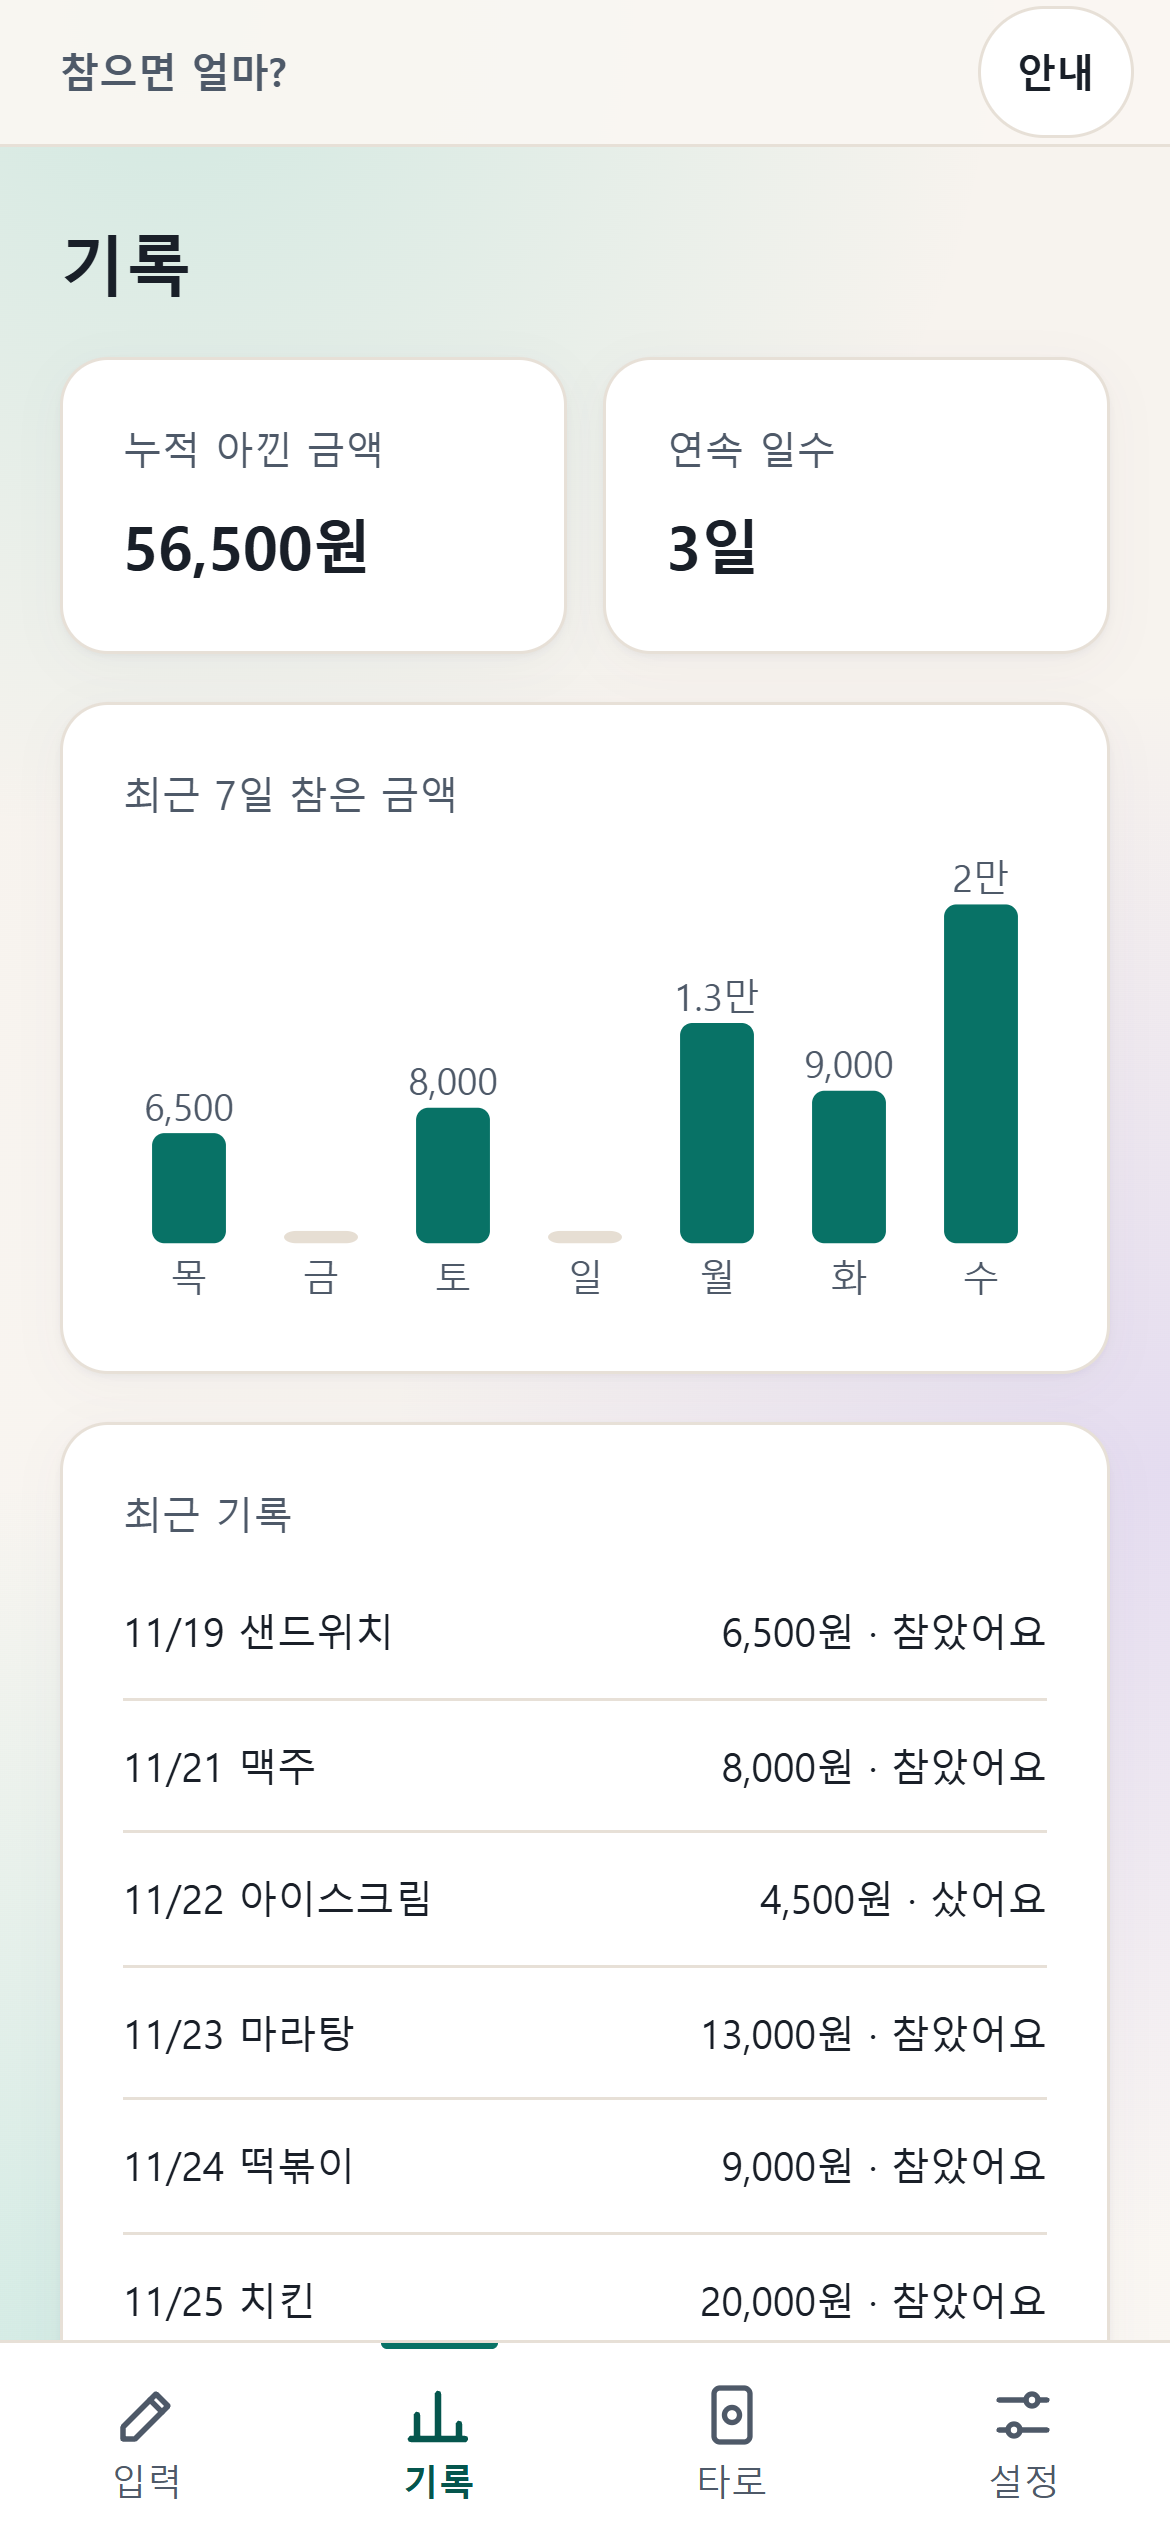 참으면 얼마?
안내
기록
누적 아낀 금액
56,500원
연속 일수
3일
최근 7일 참은 금액
6,500
8,000
1.3만
9,000
2만
목 금 토 일 월 화 수
최근 기록
11/19 샌드위치 6,500원 · 참았어요
11/21 맥주 8,000원 · 참았어요
11/22 아이스크림 4,500원 · 샀어요
11/23 마라탕 13,000원 · 참았어요
11/24 떡볶이 9,000원 · 참았어요
11/25 치킨 20,000원 · 참았어요
입력 기록 타로 설정